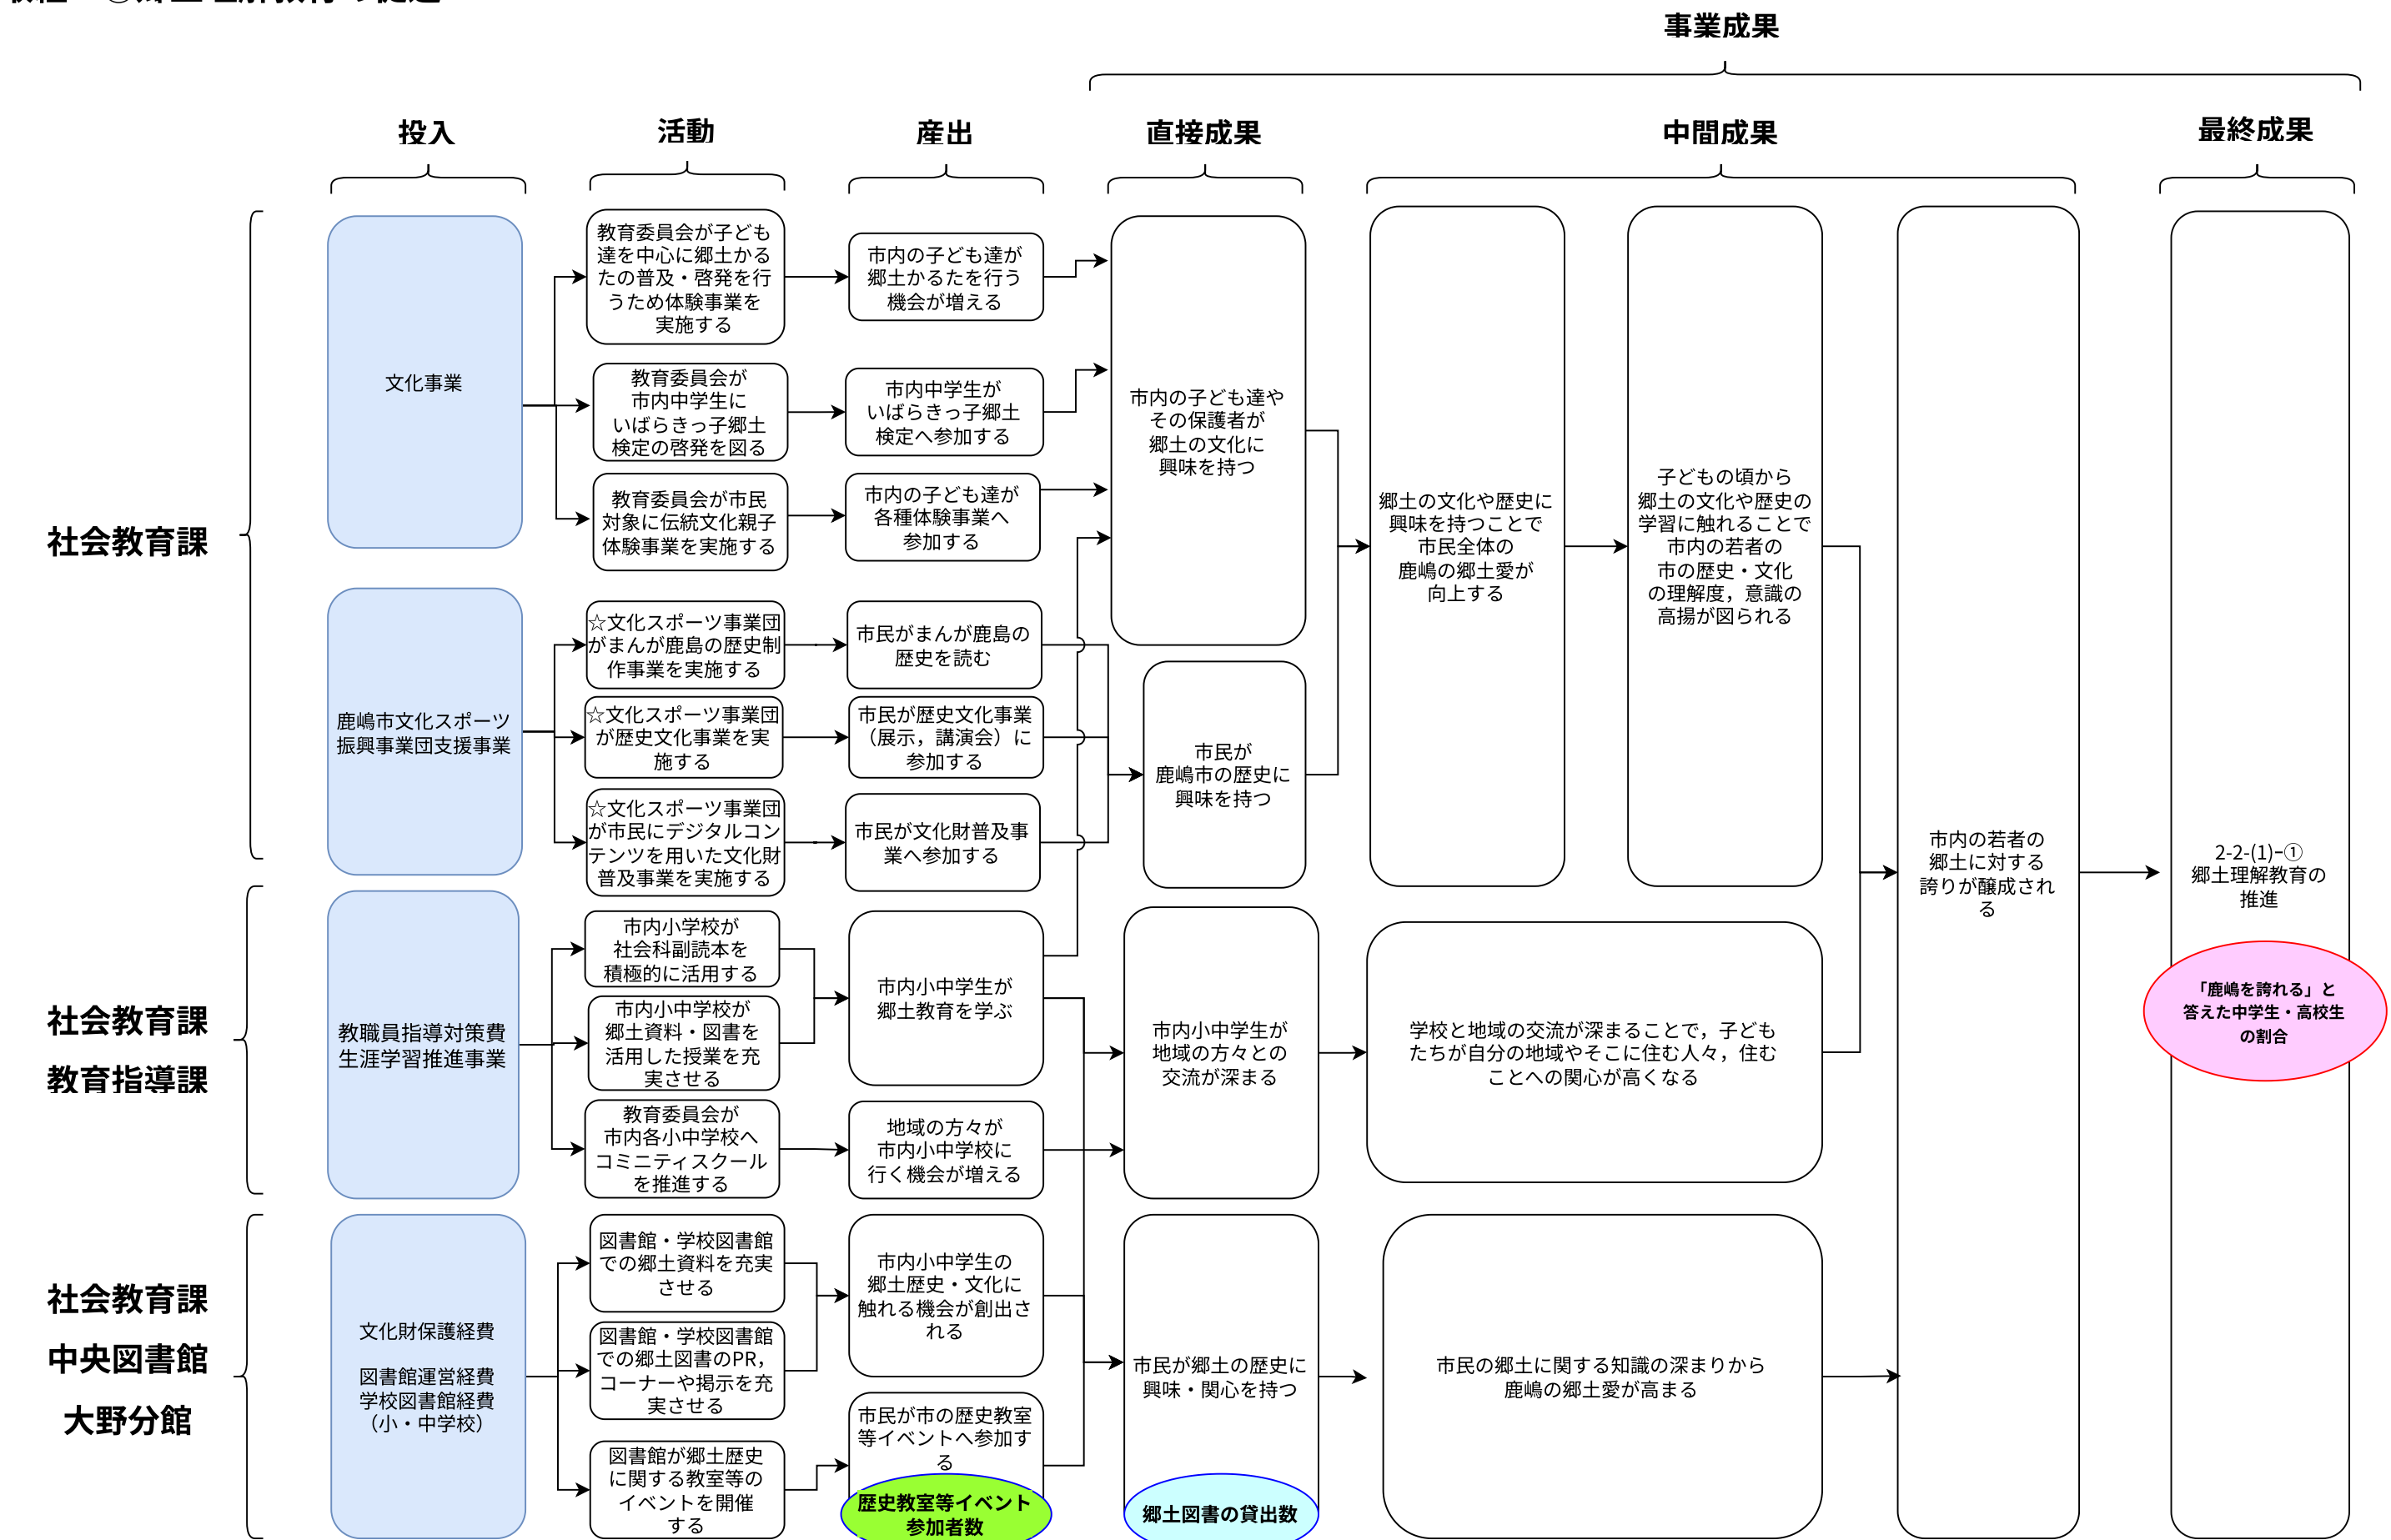 事業成果
投入
活動
産出
直接成果
中間成果
最終成果
社会教育課
文化事業
教育委員会が子ども
達を中心に郷土かる
たの普及・啓発を行
うため体験事業を
実施する
市内の子ども達が
郷土かるたを行う
機会が増える
教育委員会が
市内中学生に
いばらきっ子郷土
検定の啓発を図る
市内中学生が
いばらきっ子郷土
検定へ参加する
教育委員会が市民
対象に伝統文化親子
体験事業を実施する
市内の子ども達が
各種体験事業へ
参加する
市内の子ども達や
その保護者が
郷土の文化に
興味を持つ
鹿嶋市文化スポーツ
振興事業団支援事業
☆文化スポーツ事業団
がまんが鹿島の歴史制
作事業を実施する
市民がまんが鹿島の
歴史を読む
☆文化スポーツ事業団
が歴史文化事業を実
施する
市民が歴史文化事業
（展示，講演会）に
参加する
☆文化スポーツ事業団
が市民にデジタルコン
テンツを用いた文化財
普及事業を実施する
市民が文化財普及事
業へ参加する
市民が
鹿嶋市の歴史に
興味を持つ
郷土の文化や歴史に
興味を持つことで
市民全体の
鹿嶋の郷土愛が
向上する
子どもの頃から
郷土の文化や歴史の
学習に触れることで
市内の若者の
市の歴史・文化
の理解度，意識の
高揚が図られる
市内の若者の
郷土に対する
誇りが醸成され
る
2-2-(1)-①
郷土理解教育の
推進
「鹿嶋を誇れる」と
答えた中学生・高校生
の割合
社会教育課
教育指導課
教職員指導対策費
生涯学習推進事業
市内小学校が
社会科副読本を
積極的に活用する
市内小中学校が
郷土資料・図書を
活用した授業を充
実させる
教育委員会が
市内各小中学校へ
コミニティスクール
を推進する
市内小中学生が
郷土教育を学ぶ
地域の方々が
市内小中学校に
行く機会が増える
市内小中学生が
地域の方々との
交流が深まる
学校と地域の交流が深まることで，子ども
たちが自分の地域やそこに住む人々，住む
ことへの関心が高くなる
社会教育課
中央図書館
大野分館
文化財保護経費
図書館運営経費
学校図書館経費
（小・中学校）
図書館・学校図書館
での郷土資料を充実
させる
図書館・学校図書館
での郷土図書のPR，
コーナーや掲示を充
実させる
図書館が郷土歴史
に関する教室等の
イベントを開催
する
市内小中学生の
郷土歴史・文化に
触れる機会が創出さ
れる
市民が市の歴史教室
等イベントへ参加す
る
歴史教室等イベント
参加者数
市民が郷土の歴史に
興味・関心を持つ
郷土図書の貸出数
市民の郷土に関する知識の深まりから
鹿嶋の郷土愛が高まる